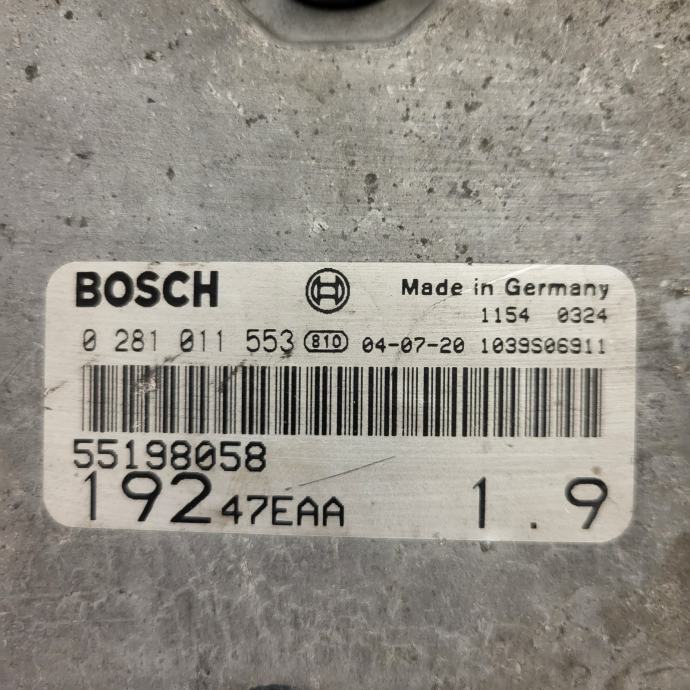 BOSCH Made in Germany
1154 0324
0 281 011 553 810 04-07-20 1039S06911
55198058
192 47EAA 1.9